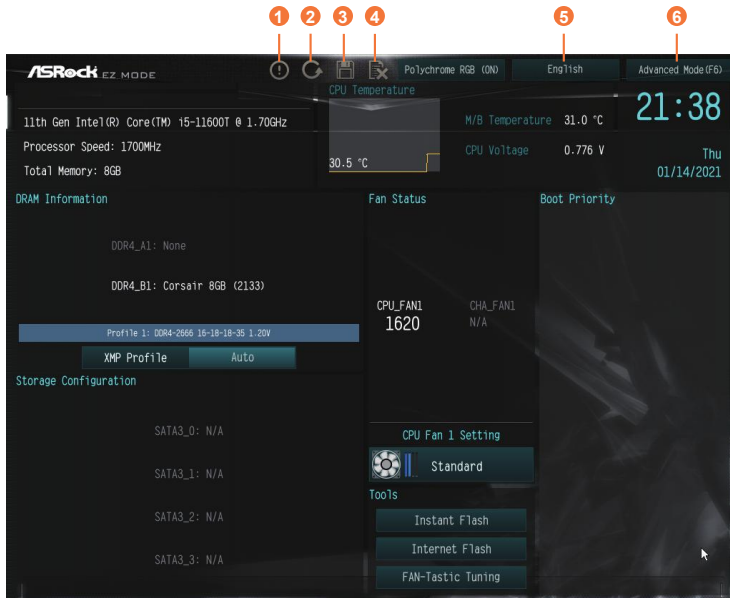 1 2 3 4 5 6
ASRock EZ MODE
Polychrome RGB (ON)
English
Advanced Mode(F6)
11th Gen Intel(R) Core(TM) i5-11600T @ 1.70GHz
Processor Speed: 1700MHz
Total Memory: 8GB
CPU Temperature
30.5 °C
M/B Temperature 31.0 °C
CPU Voltage 0.776 V
21:38
Thu
01/14/2021
DRAM Information
DDR4_A1: None
DDR4_B1: Corsair 8GB (2133)
Profile 1: DDR4-2666 16-18-18-35 1.20V
XMP Profile Auto
Storage Configuration
SATA3_0: N/A
SATA3_1: N/A
SATA3_2: N/A
SATA3_3: N/A
Fan Status
CPU_FAN1
1620
CHA_FAN1
N/A
CPU Fan 1 Setting
Standard
Tools
Instant Flash
Internet Flash
FAN-Tastic Tuning
Boot Priority